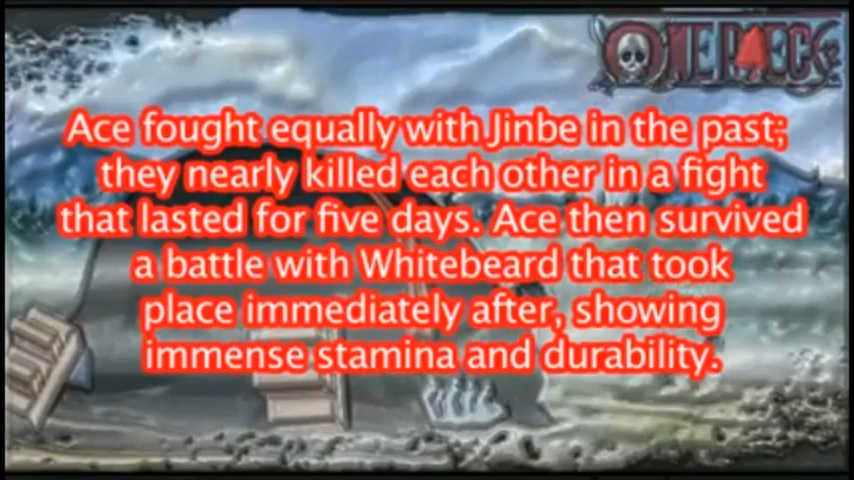 ONE PIECE
Ace fought equally with Jinbe in the past;
they nearly killed each other in a fight
that lasted for five days. Ace then survived
a battle with Whitebeard that took
place immediately after, showing
immense stamina and durability.